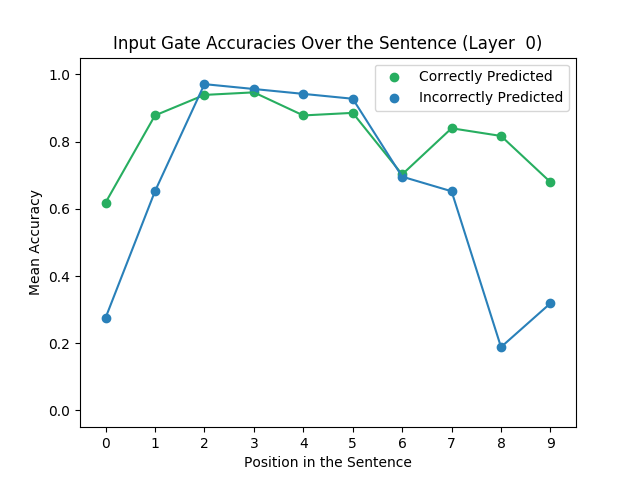 Input Gate Accuracies Over the Sentence (Layer  0)
Correctly Predicted
Incorrectly Predicted
Mean Accuracy
1.0
0.8
0.6
0.4
0.2
0.0
0 1 2 3 4 5 6 7 8 9
Position in the Sentence